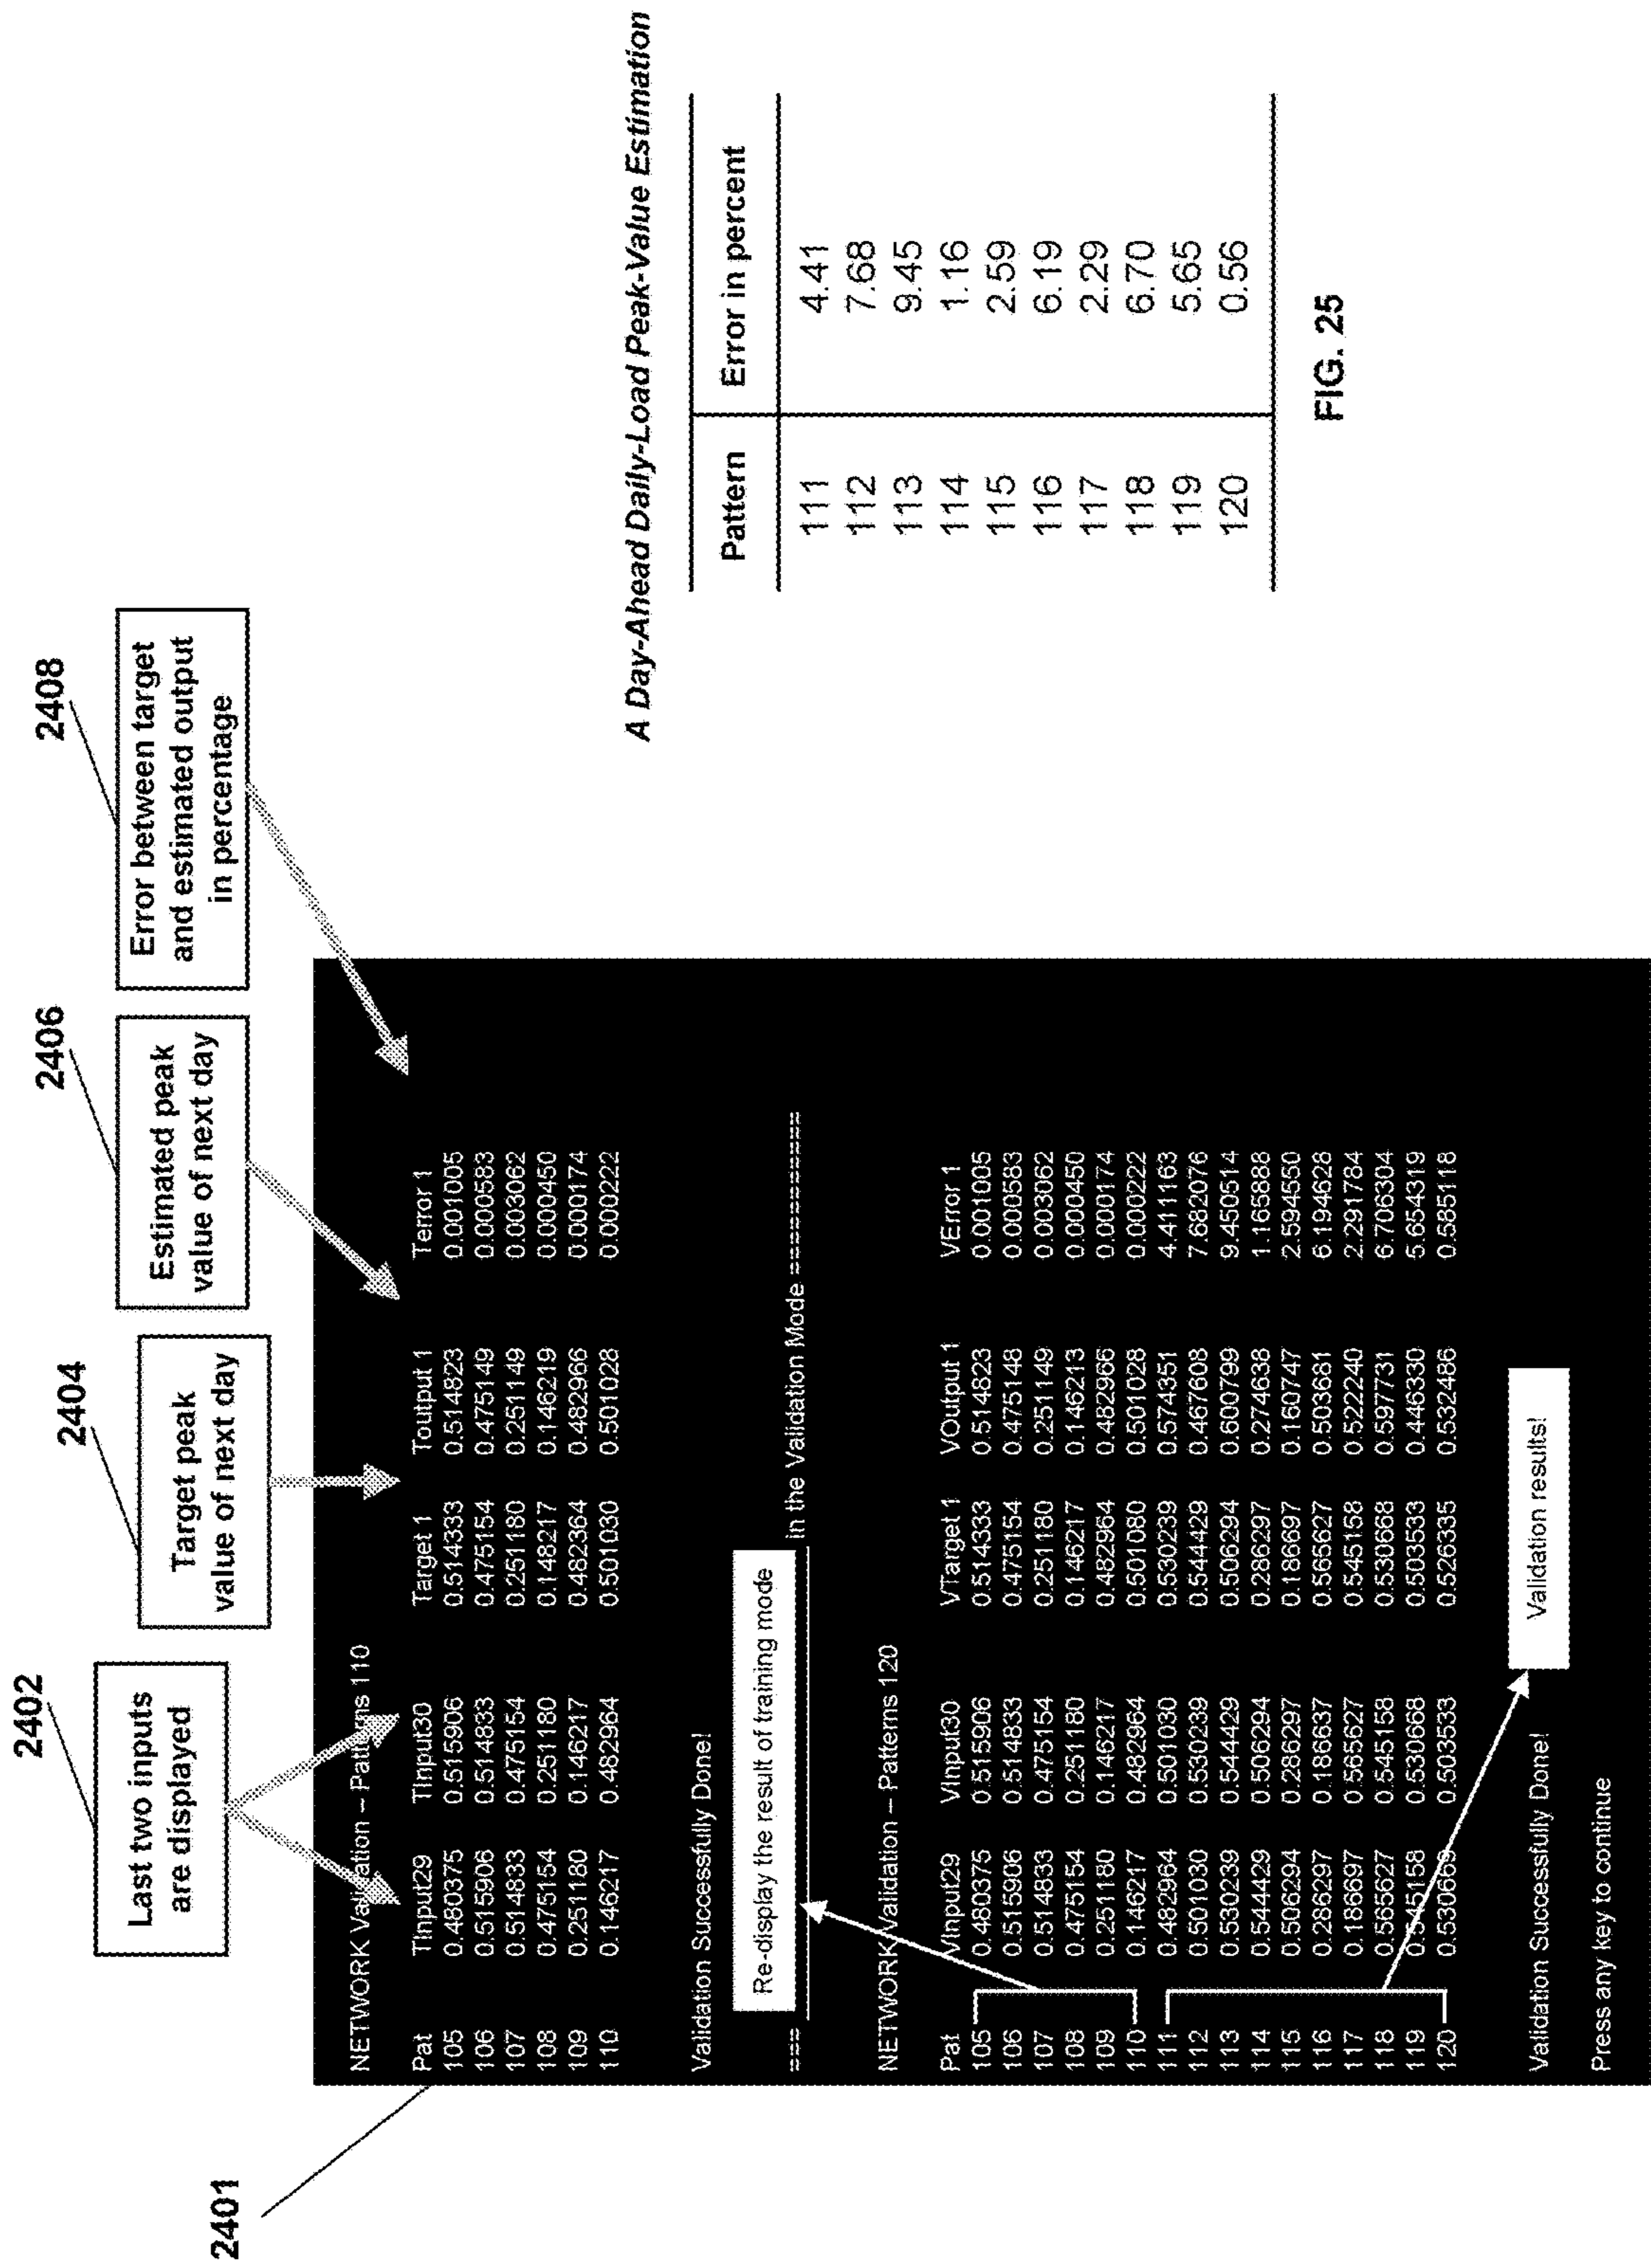 2402
2404
2406
2408
Last two inputs
are displayed
Target peak
value of next day
Estimated peak
value of next day
Error between target
and estimated output
in percentage
2401
NETWORK Validation – Patterns 110
Pat TInput29 TInput30 Target 1 Toutput 1 Terror 1
105 0.480375 0.515906 0.514333 0.514823 0.001005
106 0.515906 0.514833 0.475154 0.475149 0.000583
107 0.514833 0.475154 0.251180 0.251149 0.003062
108 0.475154 0.251180 0.148217 0.146219 0.000450
109 0.251180 0.146217 0.482364 0.482966 0.000174
110 0.146217 0.482964 0.501030 0.501028 0.000222
Validation Successfully Done!
Re-display the result of training mode
=== in the Validation Mode ==========
NETWORK Validation – Patterns 120
Pat VInput29 VInput30 VTarget 1 VOutput 1 VError 1
105 0.480375 0.515906 0.514333 0.514823 0.001005
106 0.515906 0.514833 0.475154 0.475148 0.000583
107 0.514833 0.475154 0.251180 0.251149 0.003062
108 0.475154 0.251180 0.146217 0.146213 0.000450
109 0.251180 0.146217 0.482964 0.482966 0.000174
110 0.146217 0.482964 0.501080 0.501028 0.000222
111 0.482964 0.501030 0.530239 0.574351 4.411163
112 0.501030 0.530239 0.544429 0.467608 7.682076
113 0.530239 0.544429 0.506294 0.600799 9.450514
114 0.544429 0.506294 0.286297 0.274638 1.165888
115 0.506294 0.286297 0.186697 0.160747 2.594550
116 0.286297 0.186637 0.565627 0.503681 6.194628
117 0.186697 0.565627 0.545158 0.522240 2.291784
118 0.565627 0.545158 0.530668 0.597731 6.706304
119 0.545158 0.530668 0.503533 0.446330 5.654319
120 0.530669 0.503533 0.526335 0.532486 0.585118
Validation Successfully Done!
Validation results!
Press any key to continue
A Day-Ahead Daily-Load Peak-Value Estimation
Pattern Error in percent
111 4.41
112 7.68
113 9.45
114 1.16
115 2.59
116 6.19
117 2.29
118 6.70
119 5.65
120 0.56
FIG. 25